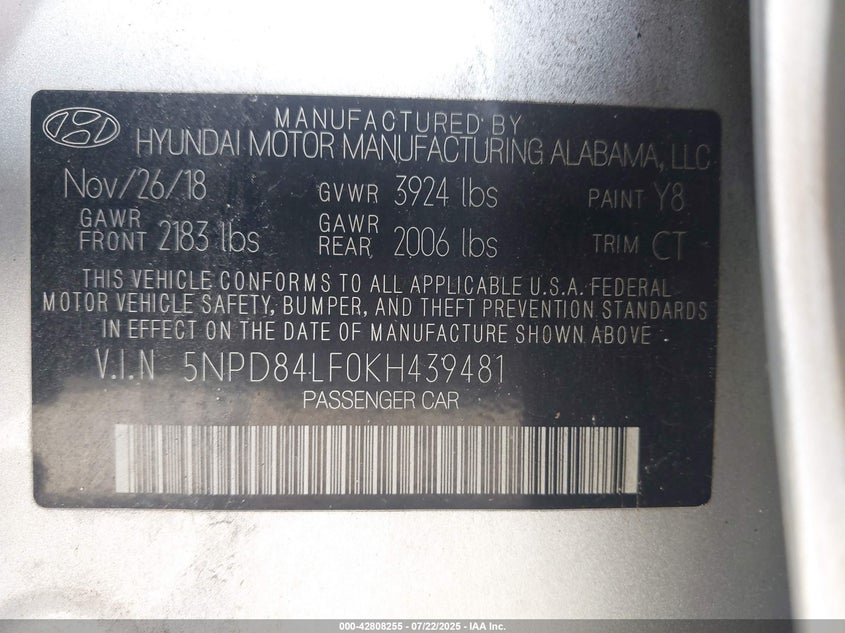 MANUFACTURED BY
HYUNDAI MOTOR MANUFACTURING ALABAMA, LLC
Nov/26/18 GVWR 3924 lbs PAINT Y8
GAWR FRONT 2183 lbs GAWR REAR 2006 lbs TRIM CT
THIS VEHICLE CONFORMS TO ALL APPLICABLE U.S.A. FEDERAL
MOTOR VEHICLE SAFETY, BUMPER, AND THEFT PREVENTION STANDARDS
IN EFFECT ON THE DATE OF MANUFACTURE SHOWN ABOVE
V.I.N 5NPD84LF0KH439481
PASSENGER CAR
000-42808255 - 07/22/2025 - IAA Inc.